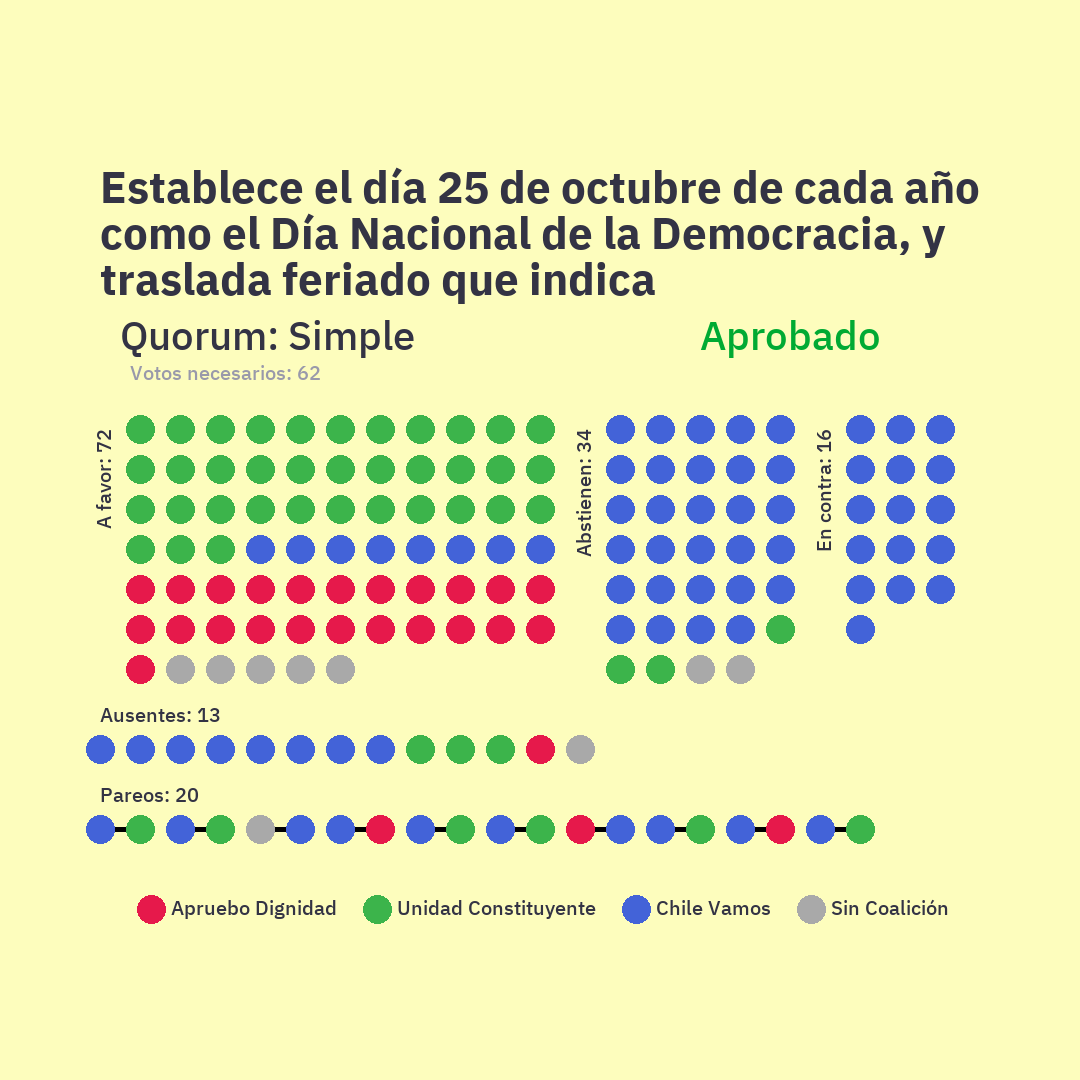 Establece el día 25 de octubre de cada año
como el Día Nacional de la Democracia, y
traslada feriado que indica
Quorum: Simple
Aprobado
Votos necesarios: 62
A favor: 72
Abstienen: 34
En contra: 16
Ausentes: 13
Pareos: 20
Apruebo Dignidad
Unidad Constituyente
Chile Vamos
Sin Coalición